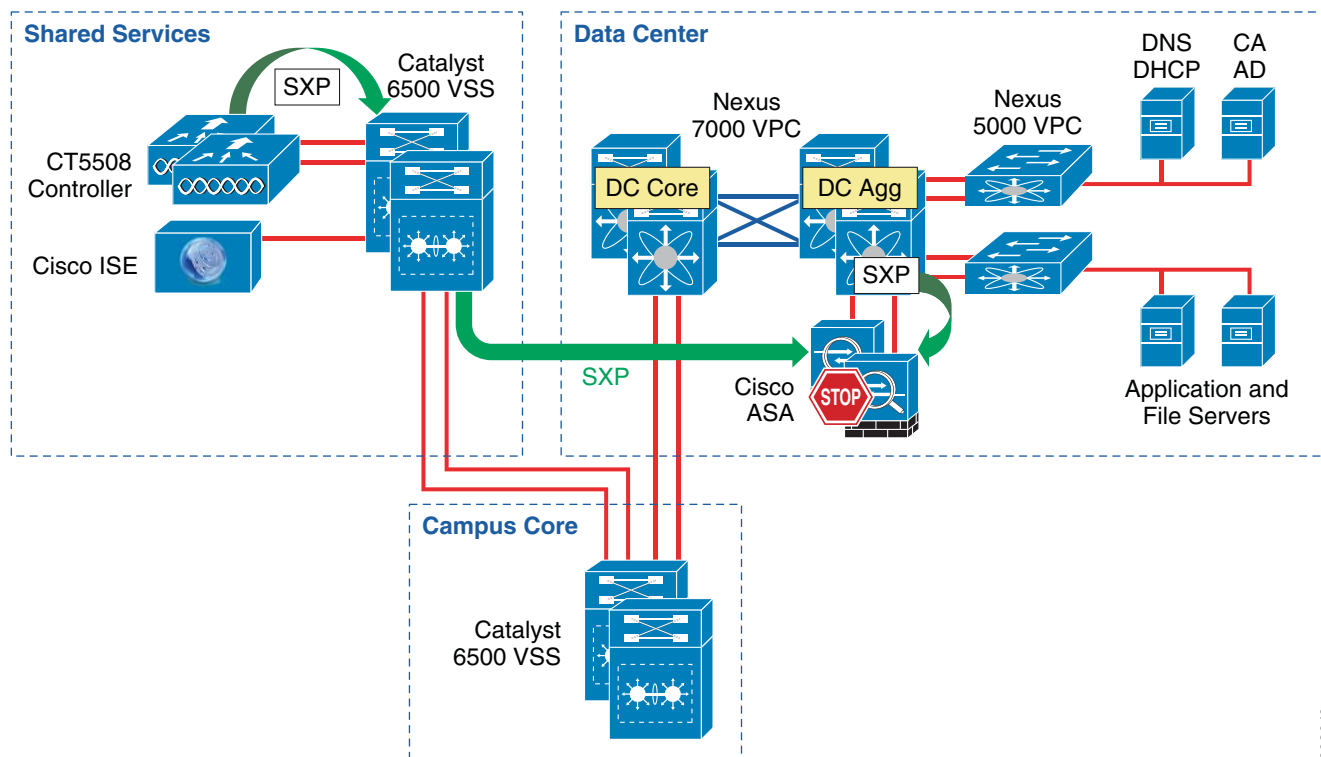 Shared Services
SXP
Catalyst
6500 VSS
CT5508
Controller
Cisco ISE
Data Center
DNS
DHCP
CA
AD
Nexus
7000 VPC
Nexus
5000 VPC
DC Core
DC Agg
SXP
SXP
Cisco
ASA
STOP
Application and
File Servers
Campus Core
Catalyst
6500 VSS